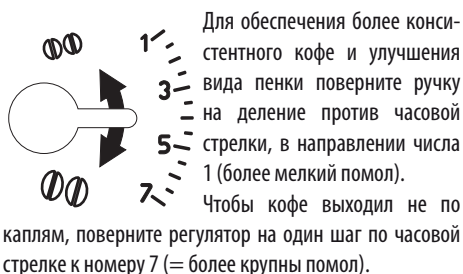 1
3
5
7
Для обеспечения более конси-
стентного кофе и улучшения
вида пенки поверните ручку
на деление против часовой
стрелки, в направлении числа
1 (более мелкий помол).
Чтобы кофе выходил не по
каплям, поверните регулятор на один шаг по часовой
стрелке к номеру 7 (= более крупны помол).